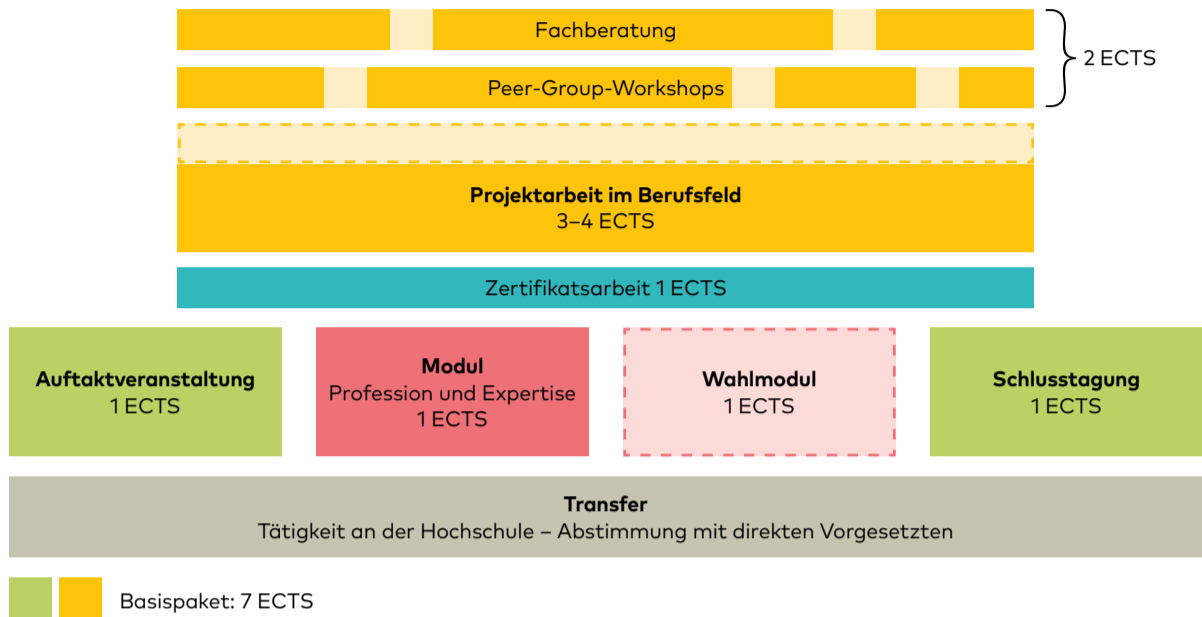 Fachberatung
2 ECTS
Peer-Group-Workshops
Projektarbeit im Berufsfeld
3–4 ECTS
Zertifikatsarbeit 1 ECTS
Auftaktveranstaltung
1 ECTS
Modul
Profession und Expertise
1 ECTS
Wahlmodul
1 ECTS
Schlusstagung
1 ECTS
Transfer
Tätigkeit an der Hochschule – Abstimmung mit direkten Vorgesetzten
Basispaket: 7 ECTS